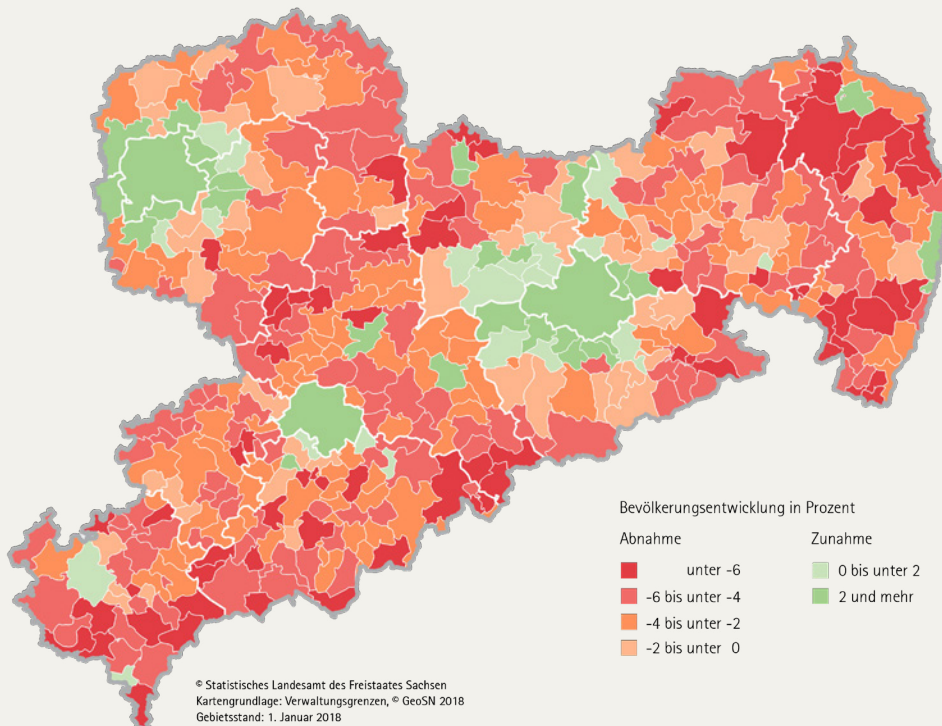 Bevölkerungsentwicklung in Prozent
Abnahme
Zunahme
unter -6
0 bis unter 2
-6 bis unter -4
2 und mehr
-4 bis unter -2
-2 bis unter 0
© Statistisches Landesamt des Freistaates Sachsen
Kartengrundlage: Verwaltungsgrenzen, © GeoSN 2018
Gebietsstand: 1. Januar 2018